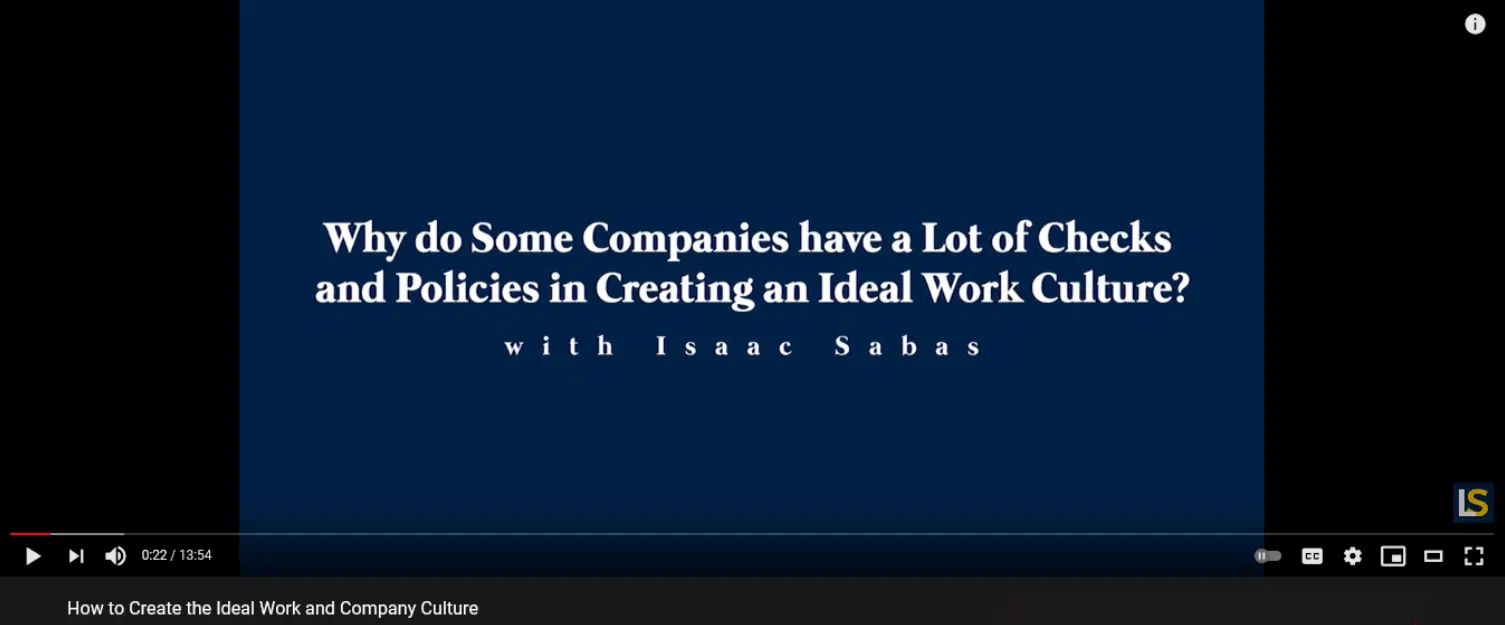 Why do Some Companies have a Lot of Checks
and Policies in Creating an Ideal Work Culture?
with Isaac Sabas
LS
0:22 / 13:54
CC
How to Create the Ideal Work and Company Culture